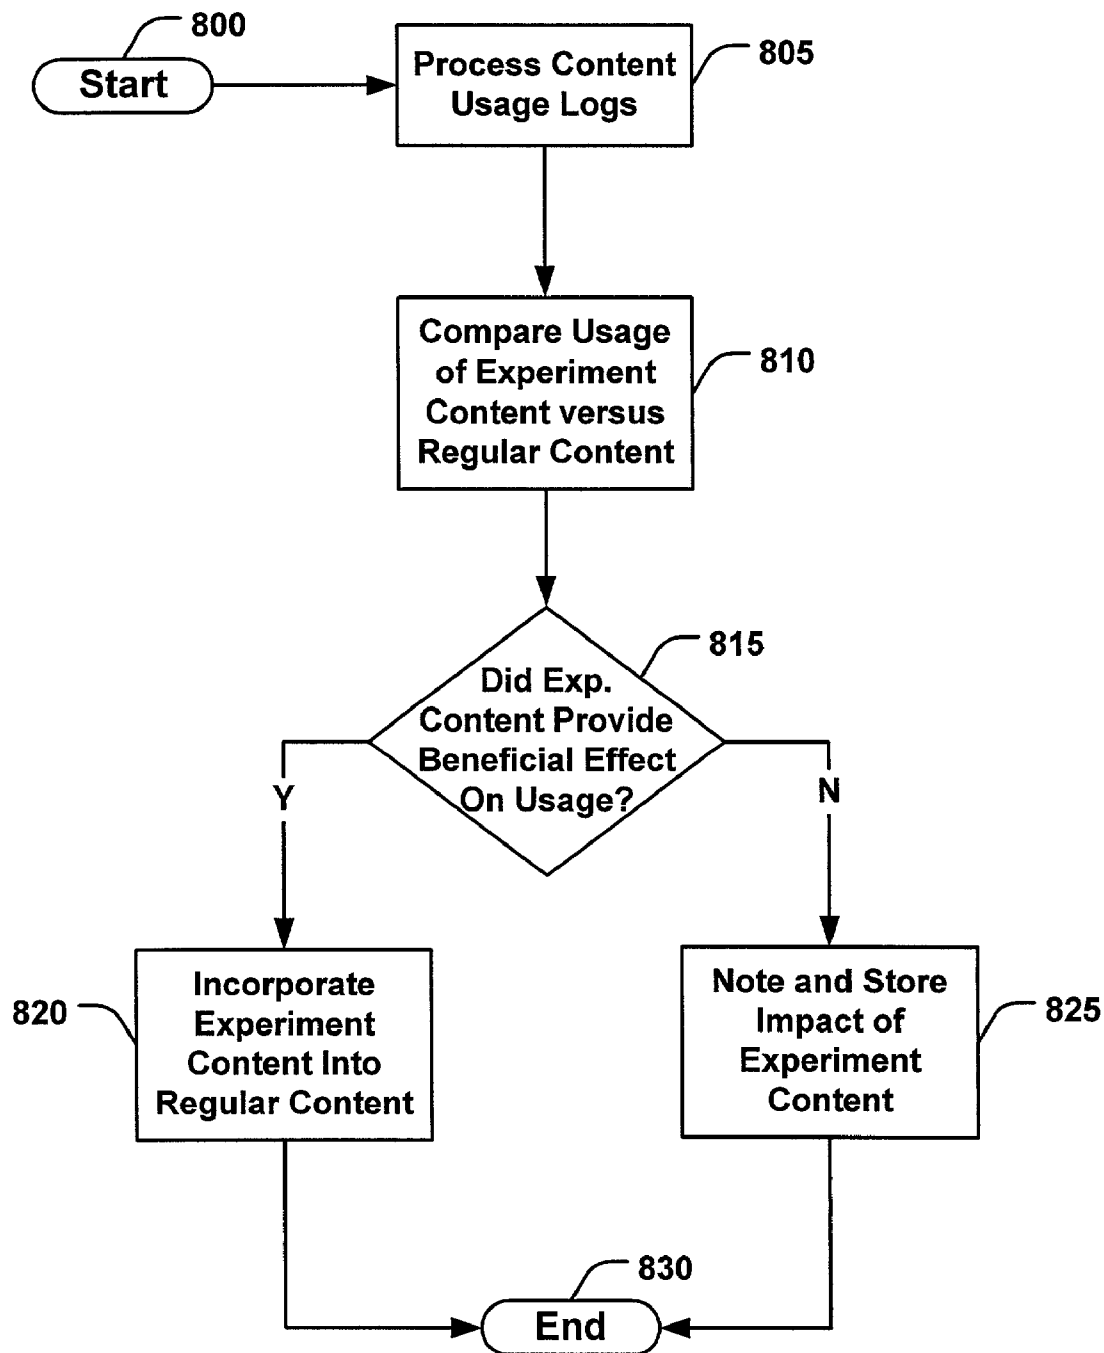 800
Start
Process Content
Usage Logs
805
Compare Usage
of Experiment
Content versus
Regular Content
810
815
Did Exp.
Content Provide
Beneficial Effect
On Usage?
Y
N
820
Incorporate
Experiment
Content Into
Regular Content
Note and Store
Impact of
Experiment
Content
825
830
End